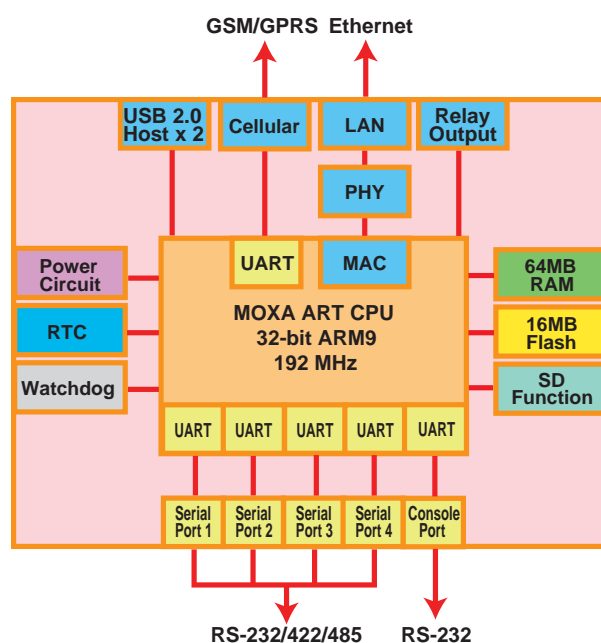 GSM/GPRS Ethernet
USB 2.0
Host x 2
Cellular
LAN
Relay
Output
PHY
Power
Circuit
UART
MAC
64MB
RAM
MOXA ART CPU
32-bit ARM9
192 MHz
RTC
16MB
Flash
Watchdog
SD
Function
UART
UART
UART
UART
UART
Serial
Port 1
Serial
Port 2
Serial
Port 3
Serial
Port 4
Console
Port
RS-232/422/485
RS-232